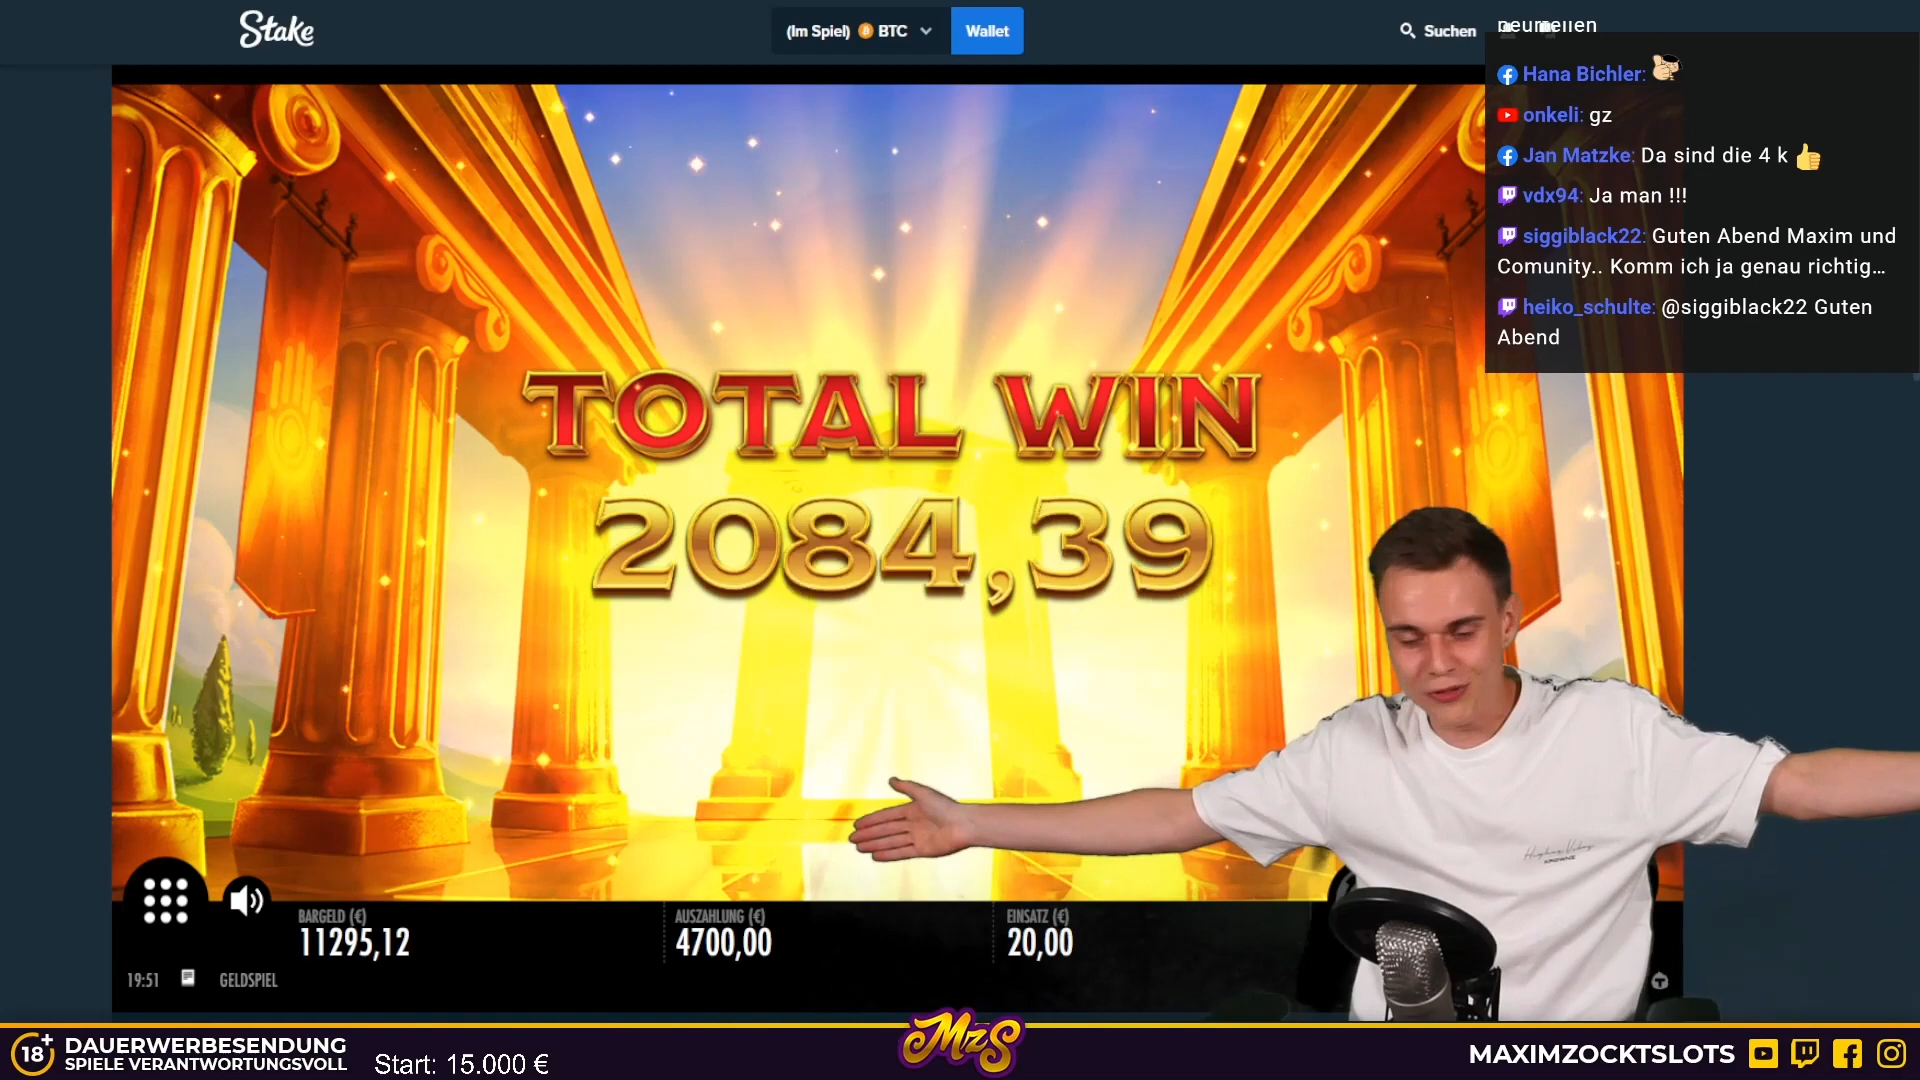 Stake
(Im Spiel) BTC
Wallet
Suchen
Hana Bichler:
onkeli: gz
Jan Matzke: Da sind die 4 k
vdx94: Ja man !!!
siggiblack22: Guten Abend Maxim und
Comunity.. Komm ich ja genau richtig…
heiko_schulte: @siggiblack22 Guten
Abend
TOTAL WIN
2084,39
BARGELD (€)
11295,12
AUSZAHLUNG (€)
4700,00
EINSATZ (€)
20,00
19:51
GELDSPIEL
18+
DAUERWERBESENDUNG
SPIELE VERANTWORTUNGSVOLL
Start: 15.000 €
MZS
MAXIMZOCKTSLOTS